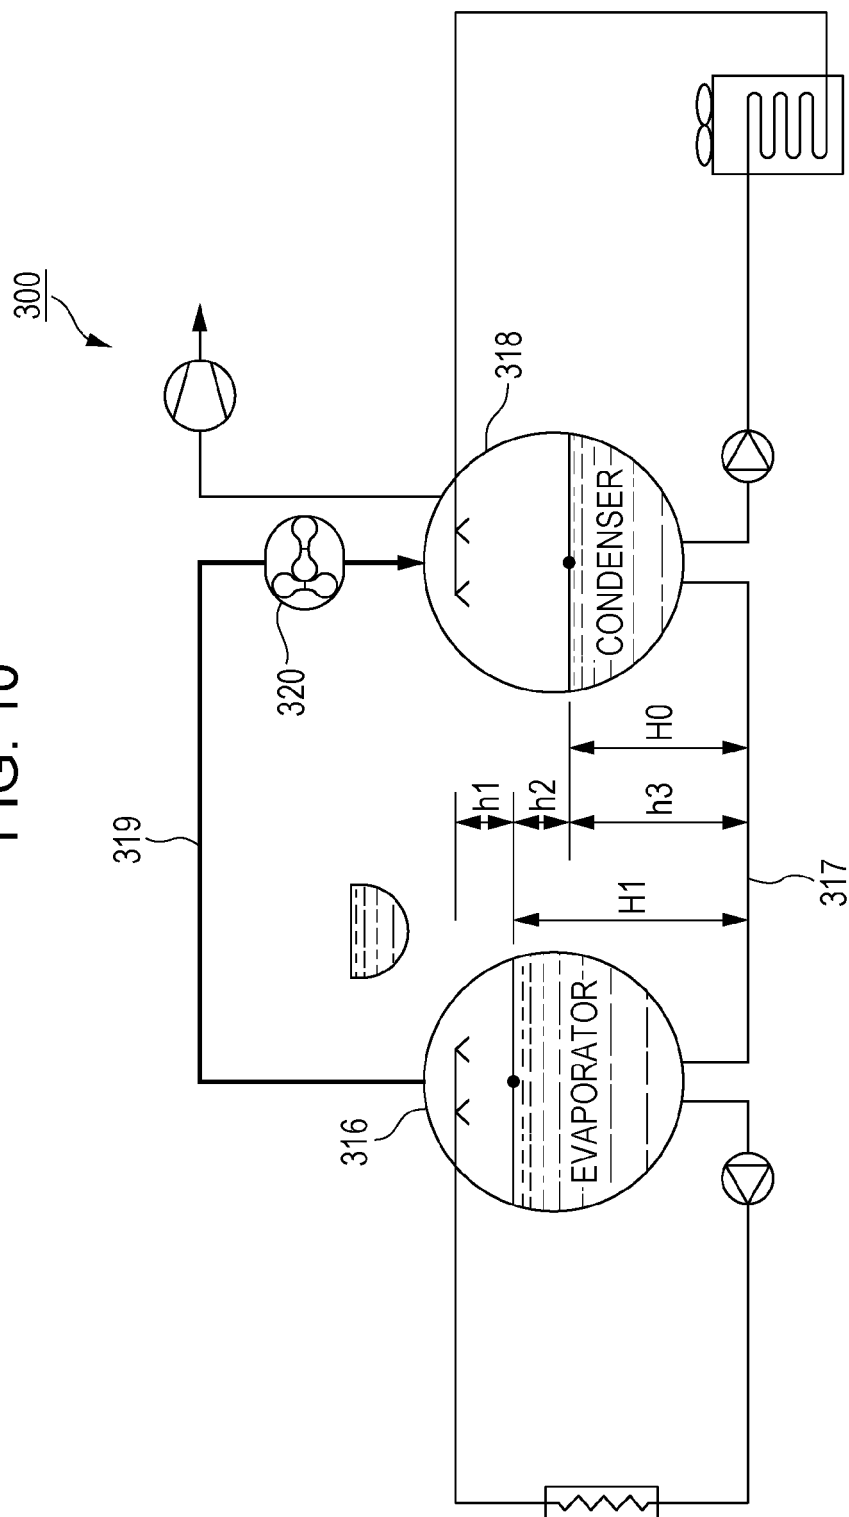 FIG. 10
300
319
320
318
316
EVAPORATOR
CONDENSER
h1
h2
h3
H0
H1
317